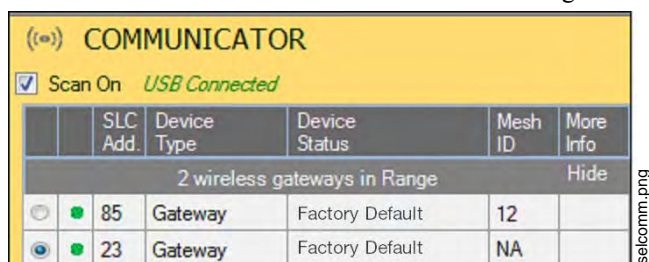 COMMUNICATOR
Scan On USB Connected
SLC Add. Device Type Device Status Mesh ID More Info
2 wireless gateways in Range Hide
85 Gateway Factory Default 12
23 Gateway Factory Default NA
selcomm.png